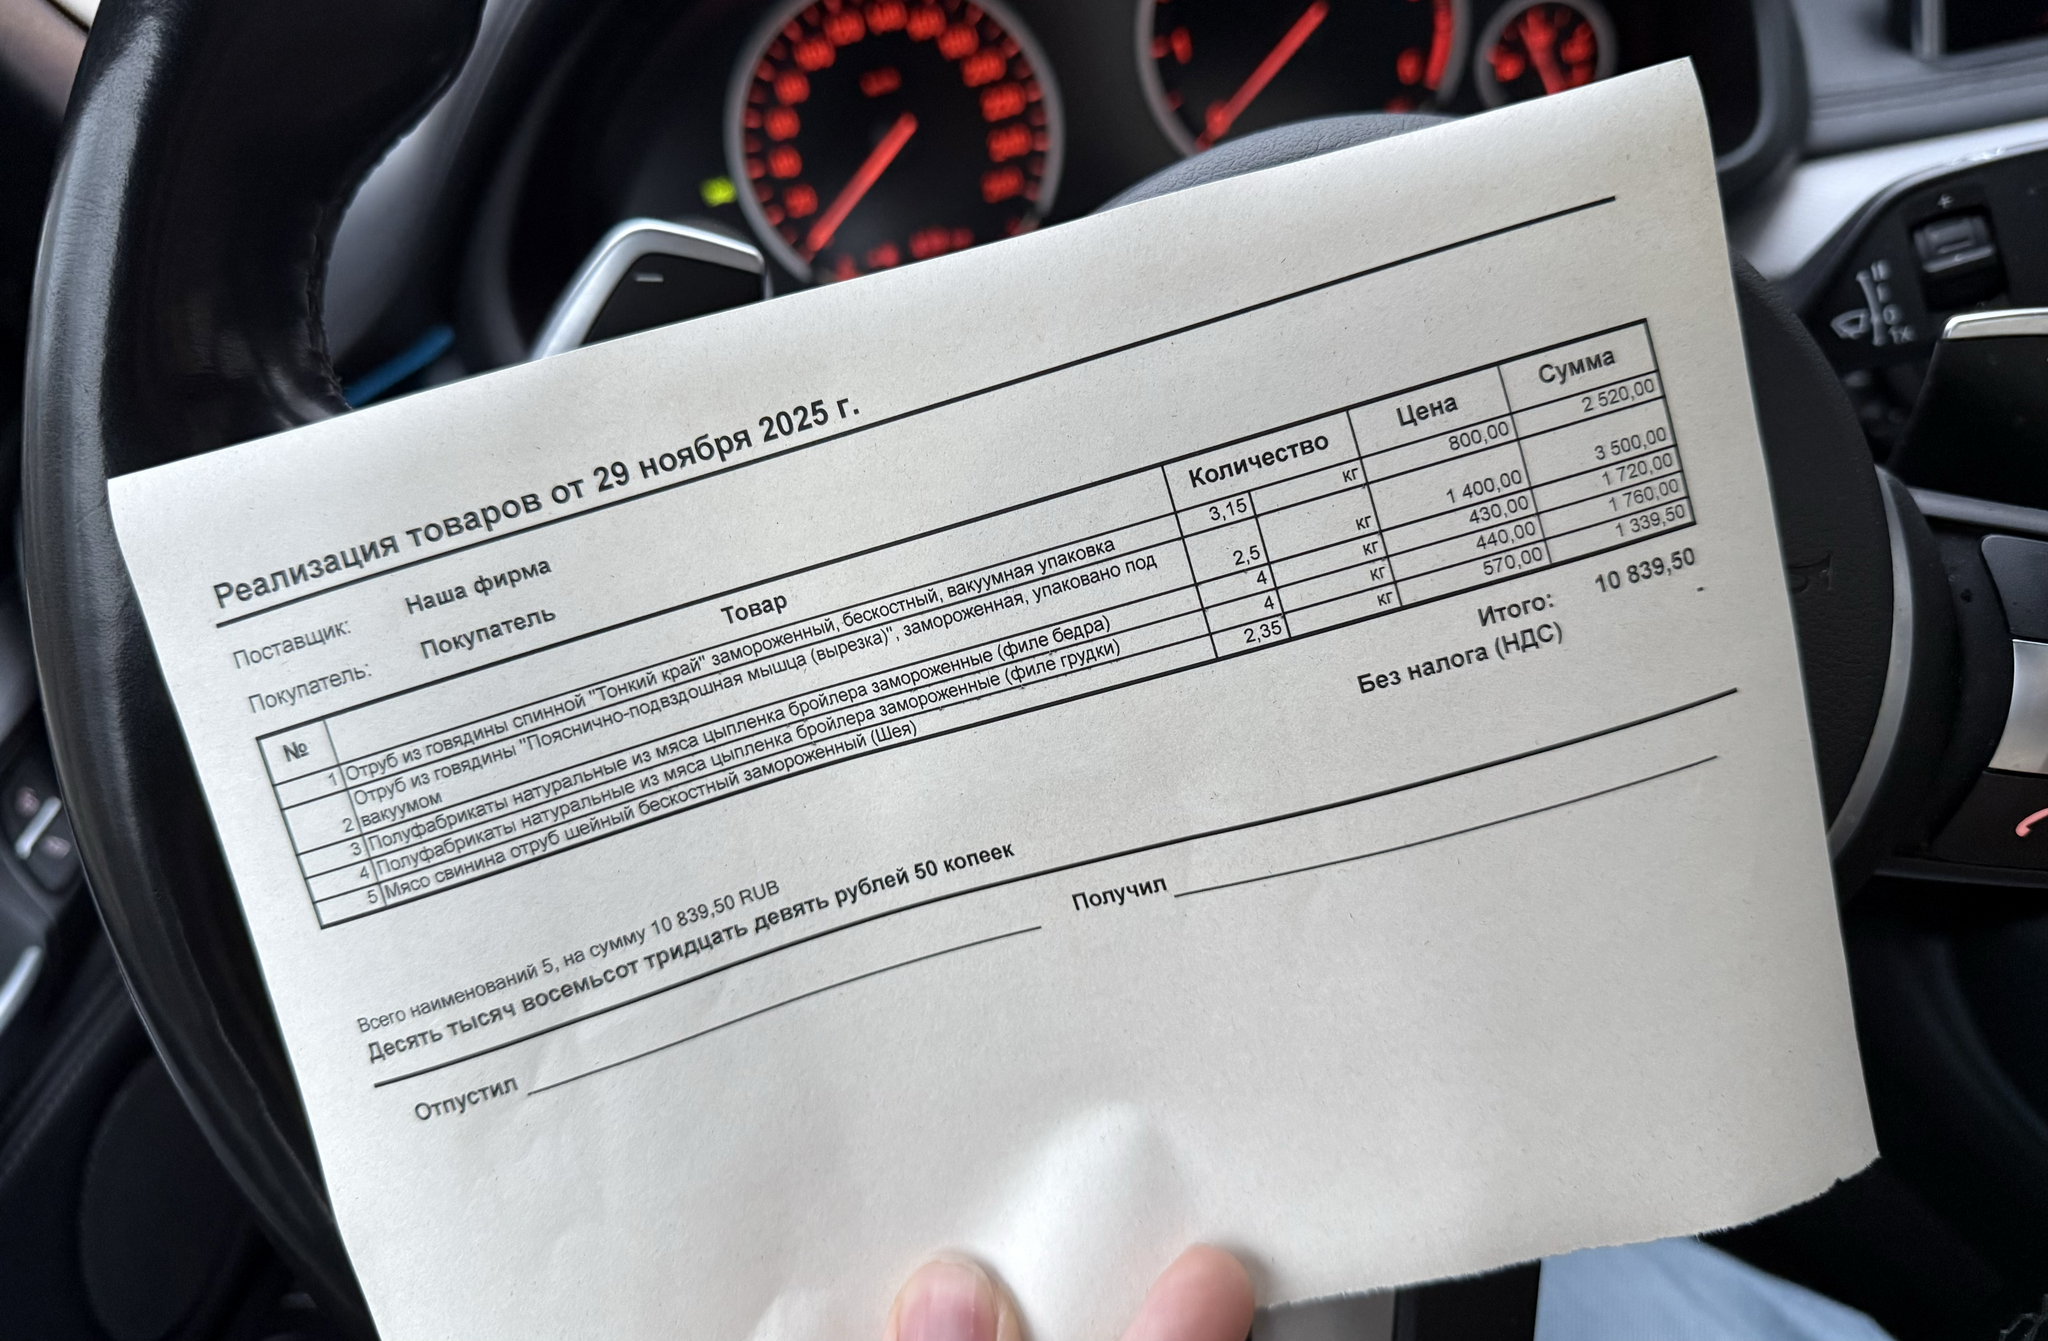 Реализация товаров от 29 ноября 2025 г.
Поставщик: Наша фирма
Покупатель: Покупатель
№ Товар Количество Цена Сумма
1 Отруб из говядины спинной "Тонкий край" замороженный, бескостный, вакуумная упаковка 3,15 кг 800,00 2 520,00
Отруб из говядины "Пояснично-подвздошная мышца (вырезка)", замороженная, упаковано под
2 вакуумом 2,5 кг 1 400,00 3 500,00
3 Полуфабрикаты натуральные из мяса цыпленка бройлера замороженные (филе бедра) 4 кг 430,00 1 720,00
4 Полуфабрикаты натуральные из мяса цыпленка бройлера замороженные (филе грудки) 4 кг 440,00 1 760,00
5 Мясо свинина отруб шейный бескостный замороженный (Шея) 2,35 кг 570,00 1 339,50
Итого: 10 839,50
Без налога (НДС) -
Всего наименований 5, на сумму 10 839,50 RUB
Десять тысяч восемьсот тридцать девять рублей 50 копеек
Отпустил Получил